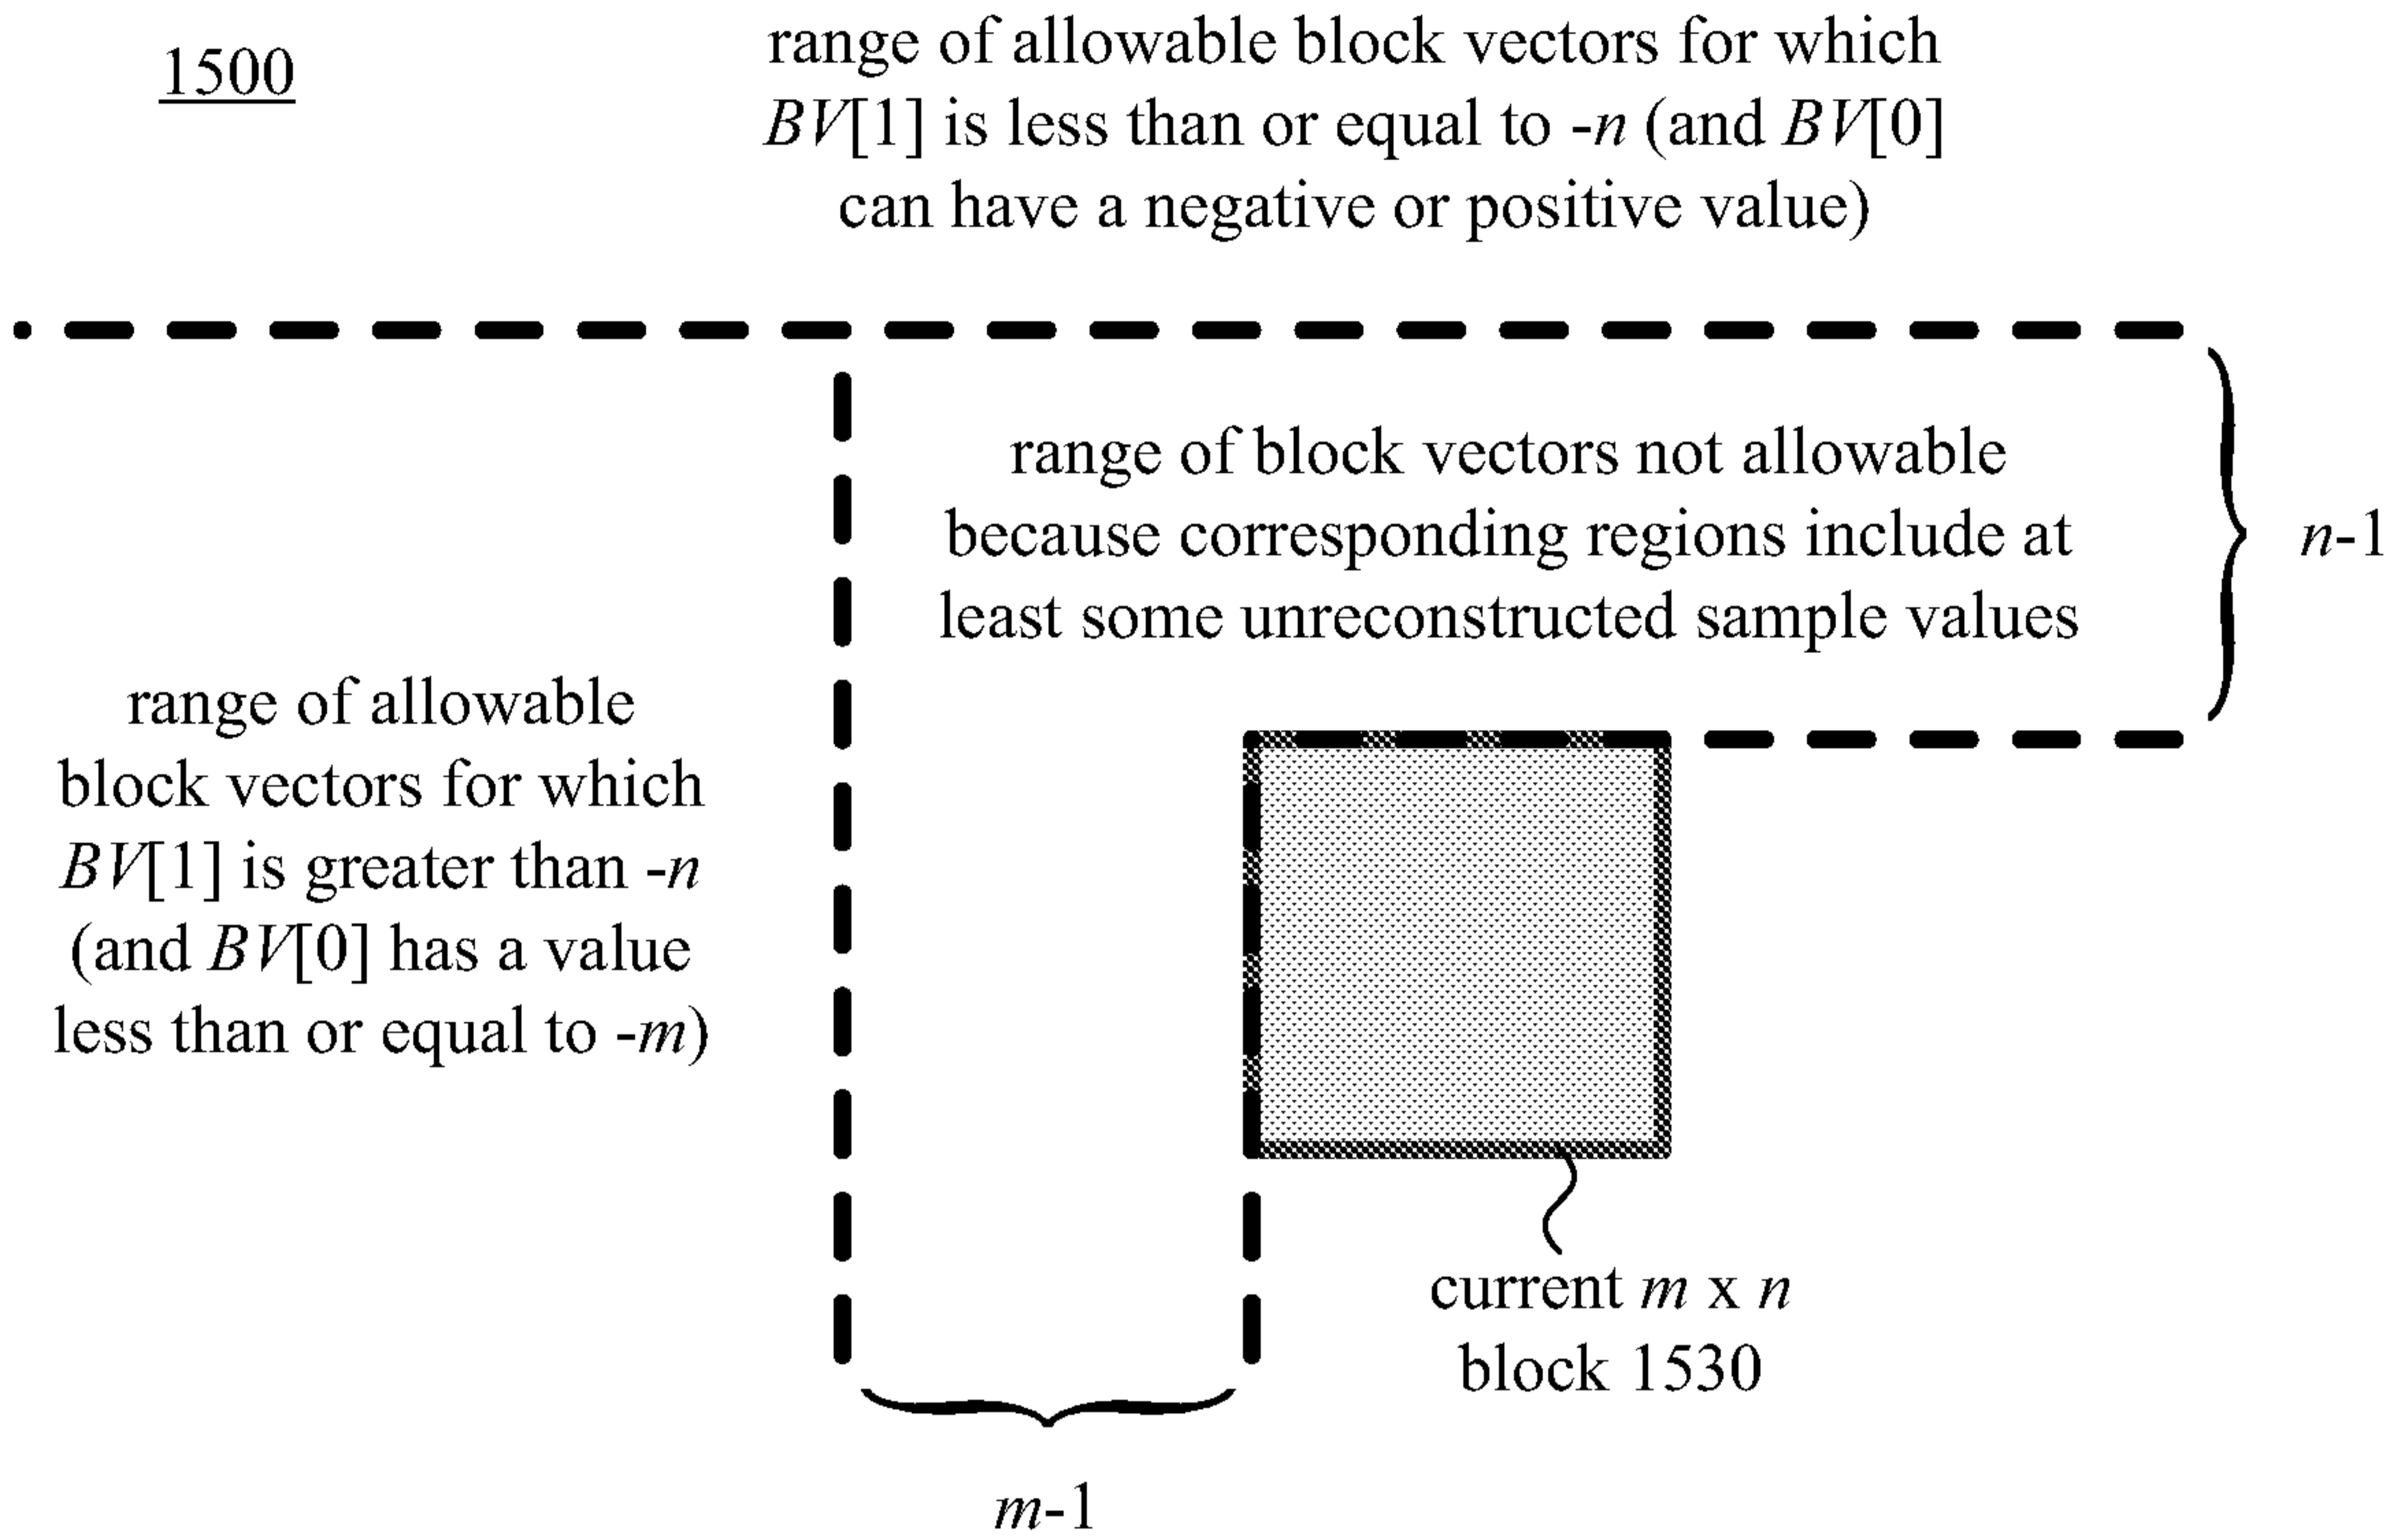 1500
range of allowable block vectors for which
BV[1] is less than or equal to -n (and BV[0]
can have a negative or positive value)
range of block vectors not allowable
because corresponding regions include at
least some unreconstructed sample values
n-1
range of allowable
block vectors for which
BV[1] is greater than -n
(and BV[0] has a value
less than or equal to -m)
current m x n
block 1530
m-1